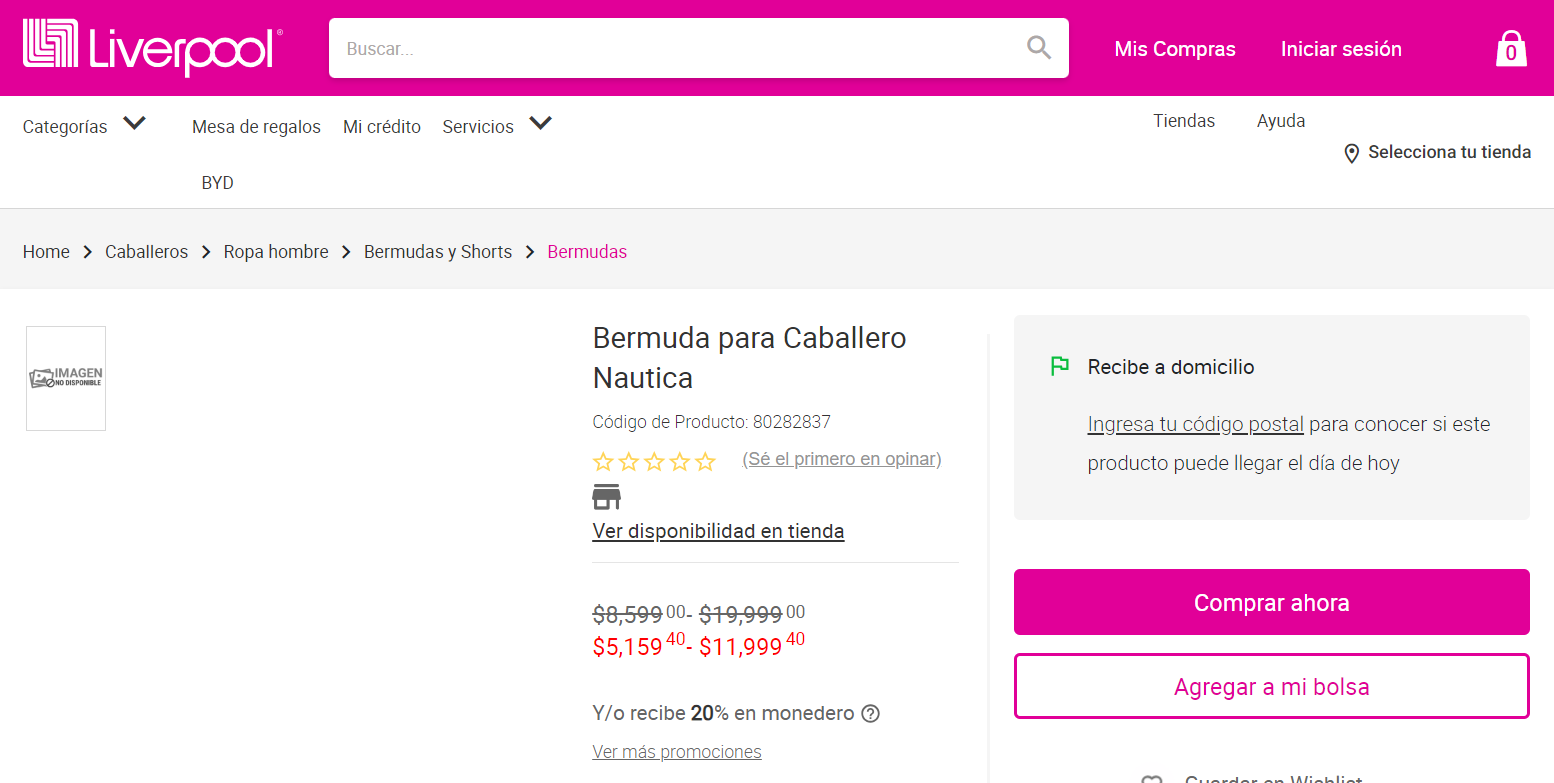 Liverpool®
Buscar...
Mis Compras
Iniciar sesión
0
Categorías
Mesa de regalos
Mi crédito
Servicios
BYD
Tiendas
Ayuda
Selecciona tu tienda
Home > Caballeros > Ropa hombre > Bermudas y Shorts > Bermudas
IMAGEN
NO DISPONIBLE
Bermuda para Caballero
Nautica
Código de Producto: 80282837
(Sé el primero en opinar)
Ver disponibilidad en tienda
$8,599 00- $19,999 00
$5,159 40- $11,999 40
Y/o recibe 20% en monedero ?
Ver más promociones
Recibe a domicilio
Ingresa tu código postal para conocer si este
producto puede llegar el día de hoy
Comprar ahora
Agregar a mi bolsa
Guardar en Wishlist